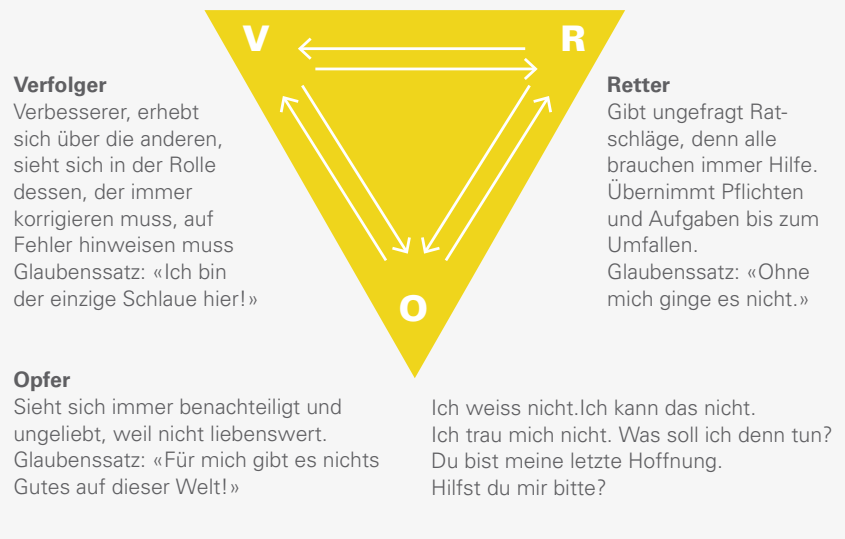 V
R
Verfolger
Verbesserer, erhebt
sich über die anderen,
sieht sich in der Rolle
dessen, der immer
korrigieren muss, auf
Fehler hinweisen muss
Glaubenssatz: «Ich bin
der einzige Schlaue hier!»
Retter
Gibt ungefragt Rat-
schläge, denn alle
brauchen immer Hilfe.
Übernimmt Pflichten
und Aufgaben bis zum
Umfallen.
Glaubenssatz: «Ohne
mich ginge es nicht.»
O
Opfer
Sieht sich immer benachteiligt und
ungeliebt, weil nicht liebenswert.
Glaubenssatz: «Für mich gibt es nichts
Gutes auf dieser Welt!»
Ich weiss nicht.Ich kann das nicht.
Ich trau mich nicht. Was soll ich denn tun?
Du bist meine letzte Hoffnung.
Hilfst du mir bitte?